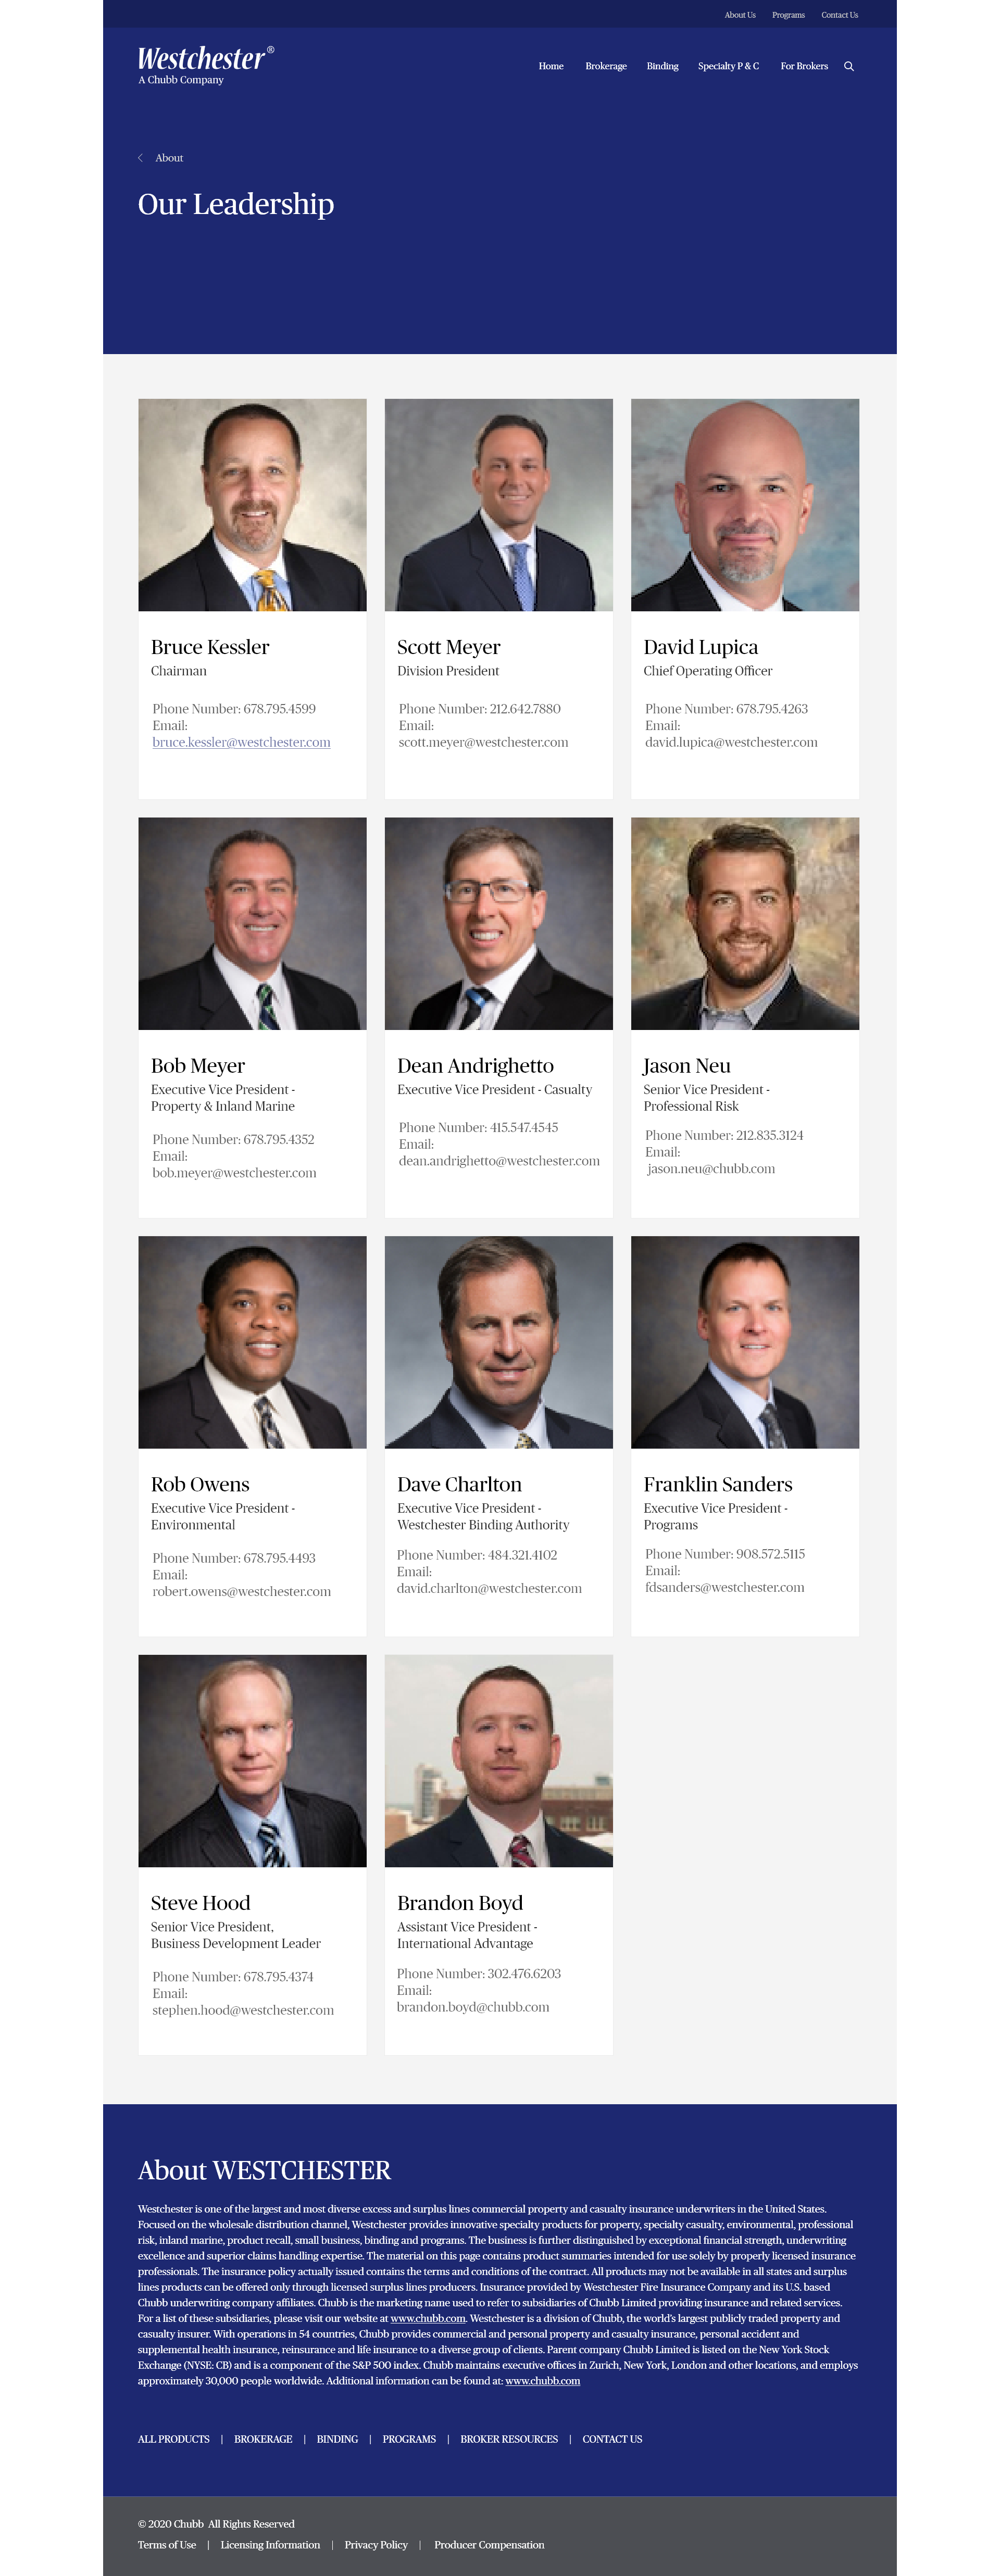 About Us Programs Contact Us
Westchester®
A Chubb Company
Home Brokerage Binding Specialty P & C For Brokers
About
Our Leadership
Bruce Kessler
Chairman
Phone Number: 678.795.4599
Email:
bruce.kessler@westchester.com
Scott Meyer
Division President
Phone Number: 212.642.7880
Email:
scott.meyer@westchester.com
David Lupica
Chief Operating Officer
Phone Number: 678.795.4263
Email:
david.lupica@westchester.com
Bob Meyer
Executive Vice President -
Property & Inland Marine
Phone Number: 678.795.4352
Email:
bob.meyer@westchester.com
Dean Andrighetto
Executive Vice President - Casualty
Phone Number: 415.547.4545
Email:
dean.andrighetto@westchester.com
Jason Neu
Senior Vice President -
Professional Risk
Phone Number: 212.835.3124
Email:
jason.neu@chubb.com
Rob Owens
Executive Vice President -
Environmental
Phone Number: 678.795.4493
Email:
robert.owens@westchester.com
Dave Charlton
Executive Vice President -
Westchester Binding Authority
Phone Number: 484.321.4102
Email:
david.charlton@westchester.com
Franklin Sanders
Executive Vice President -
Programs
Phone Number: 908.572.5115
Email:
fdsanders@westchester.com
Steve Hood
Senior Vice President,
Business Development Leader
Phone Number: 678.795.4374
Email:
stephen.hood@westchester.com
Brandon Boyd
Assistant Vice President -
International Advantage
Phone Number: 302.476.6203
Email:
brandon.boyd@chubb.com
About WESTCHESTER
Westchester is one of the largest and most diverse excess and surplus lines commercial property and casualty insurance underwriters in the United States.
Focused on the wholesale distribution channel, Westchester provides innovative specialty products for property, specialty casualty, environmental, professional
risk, inland marine, product recall, small business, binding and programs. The business is further distinguished by exceptional financial strength, underwriting
excellence and superior claims handling expertise. The material on this page contains product summaries intended for use solely by properly licensed insurance
professionals. The insurance policy actually issued contains the terms and conditions of the contract. All products may not be available in all states and surplus
lines products can be offered only through licensed surplus lines producers. Insurance provided by Westchester Fire Insurance Company and its U.S. based
Chubb underwriting company affiliates. Chubb is the marketing name used to refer to subsidiaries of Chubb Limited providing insurance and related services.
For a list of these subsidiaries, please visit our website at www.chubb.com. Westchester is a division of Chubb, the world's largest publicly traded property and
casualty insurer. With operations in 54 countries, Chubb provides commercial and personal property and casualty insurance, personal accident and
supplemental health insurance, reinsurance and life insurance to a diverse group of clients. Parent company Chubb Limited is listed on the New York Stock
Exchange (NYSE: CB) and is a component of the S&P 500 index. Chubb maintains executive offices in Zurich, New York, London and other locations, and employs
approximately 30,000 people worldwide. Additional information can be found at: www.chubb.com
ALL PRODUCTS | BROKERAGE | BINDING | PROGRAMS | BROKER RESOURCES | CONTACT US
© 2020 Chubb All Rights Reserved
Terms of Use | Licensing Information | Privacy Policy | Producer Compensation